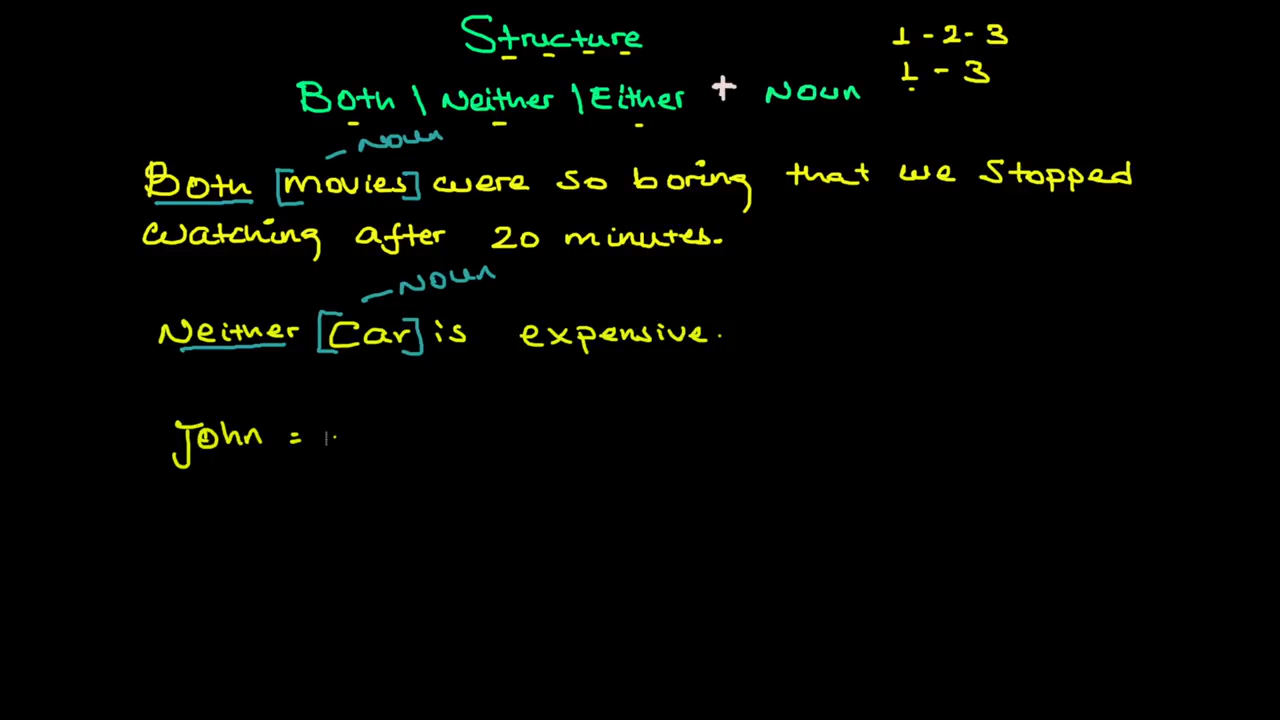 Structure
1 - 2 - 3
1 - 3
Both \ Neither \ Either + Noun
Noun
Both [movies] were so boring that we stopped
watching after 20 minutes.
Noun
Neither [Car] is expensive.
John =